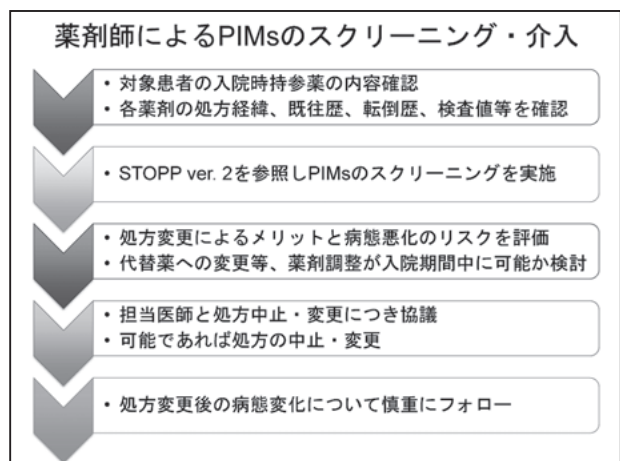 薬剤師によるPIMsのスクリーニング・介入
・対象患者の入院時持参薬の内容確認
・各薬剤の処方経緯、既往歴、転倒歴、検査値等を確認
・STOPP ver. 2を参照しPIMsのスクリーニングを実施
・処方変更によるメリットと病態悪化のリスクを評価
・代替薬への変更等、薬剤調整が入院期間中に可能か検討
・担当医師と処方中止・変更につき協議
・可能であれば処方の中止・変更
・処方変更後の病態変化について慎重にフォロー